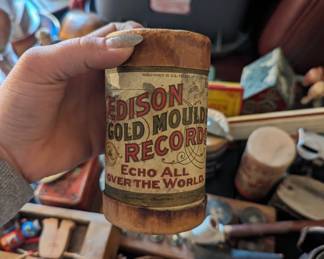 EDISON
GOLD MOULD
RECORDS
ECHO ALL
OVER THE WORLD